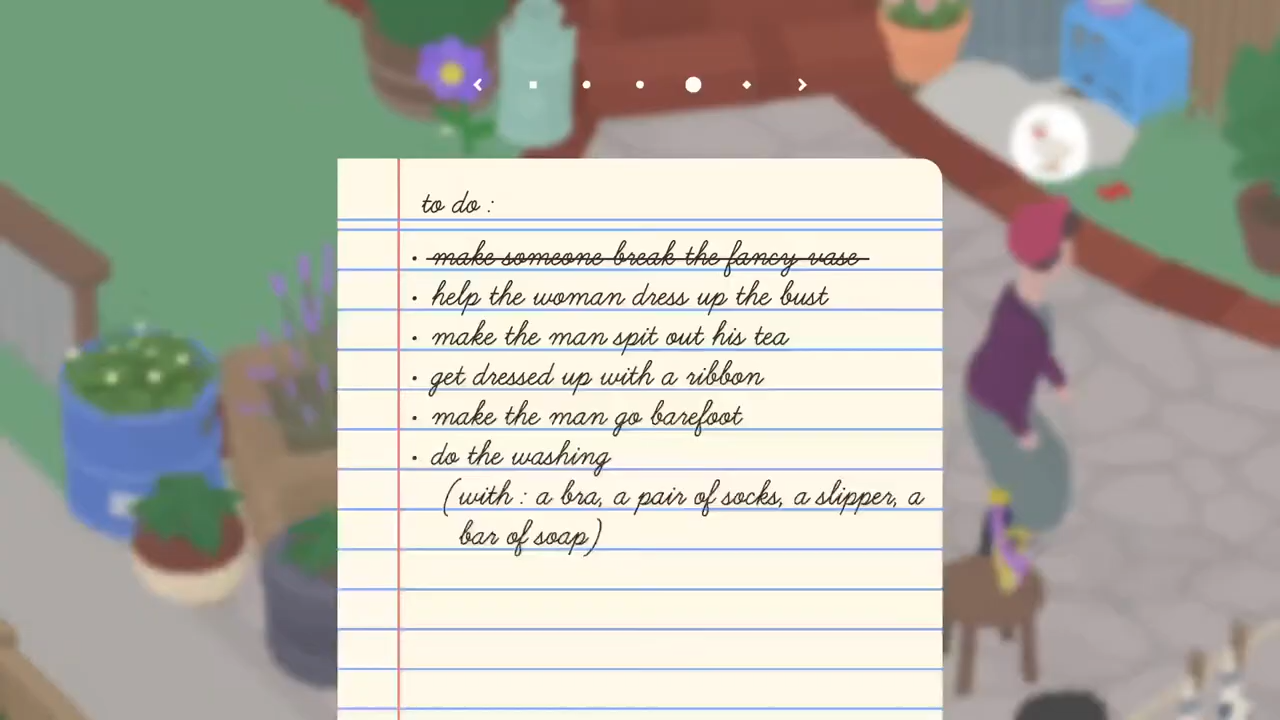 to do :
• make someone break the fancy vase
• help the woman dress up the bust
• make the man spit out his tea
• get dressed up with a ribbon
• make the man go barefoot
• do the washing
(with : a bra, a pair of socks, a slipper, a
bar of soap)